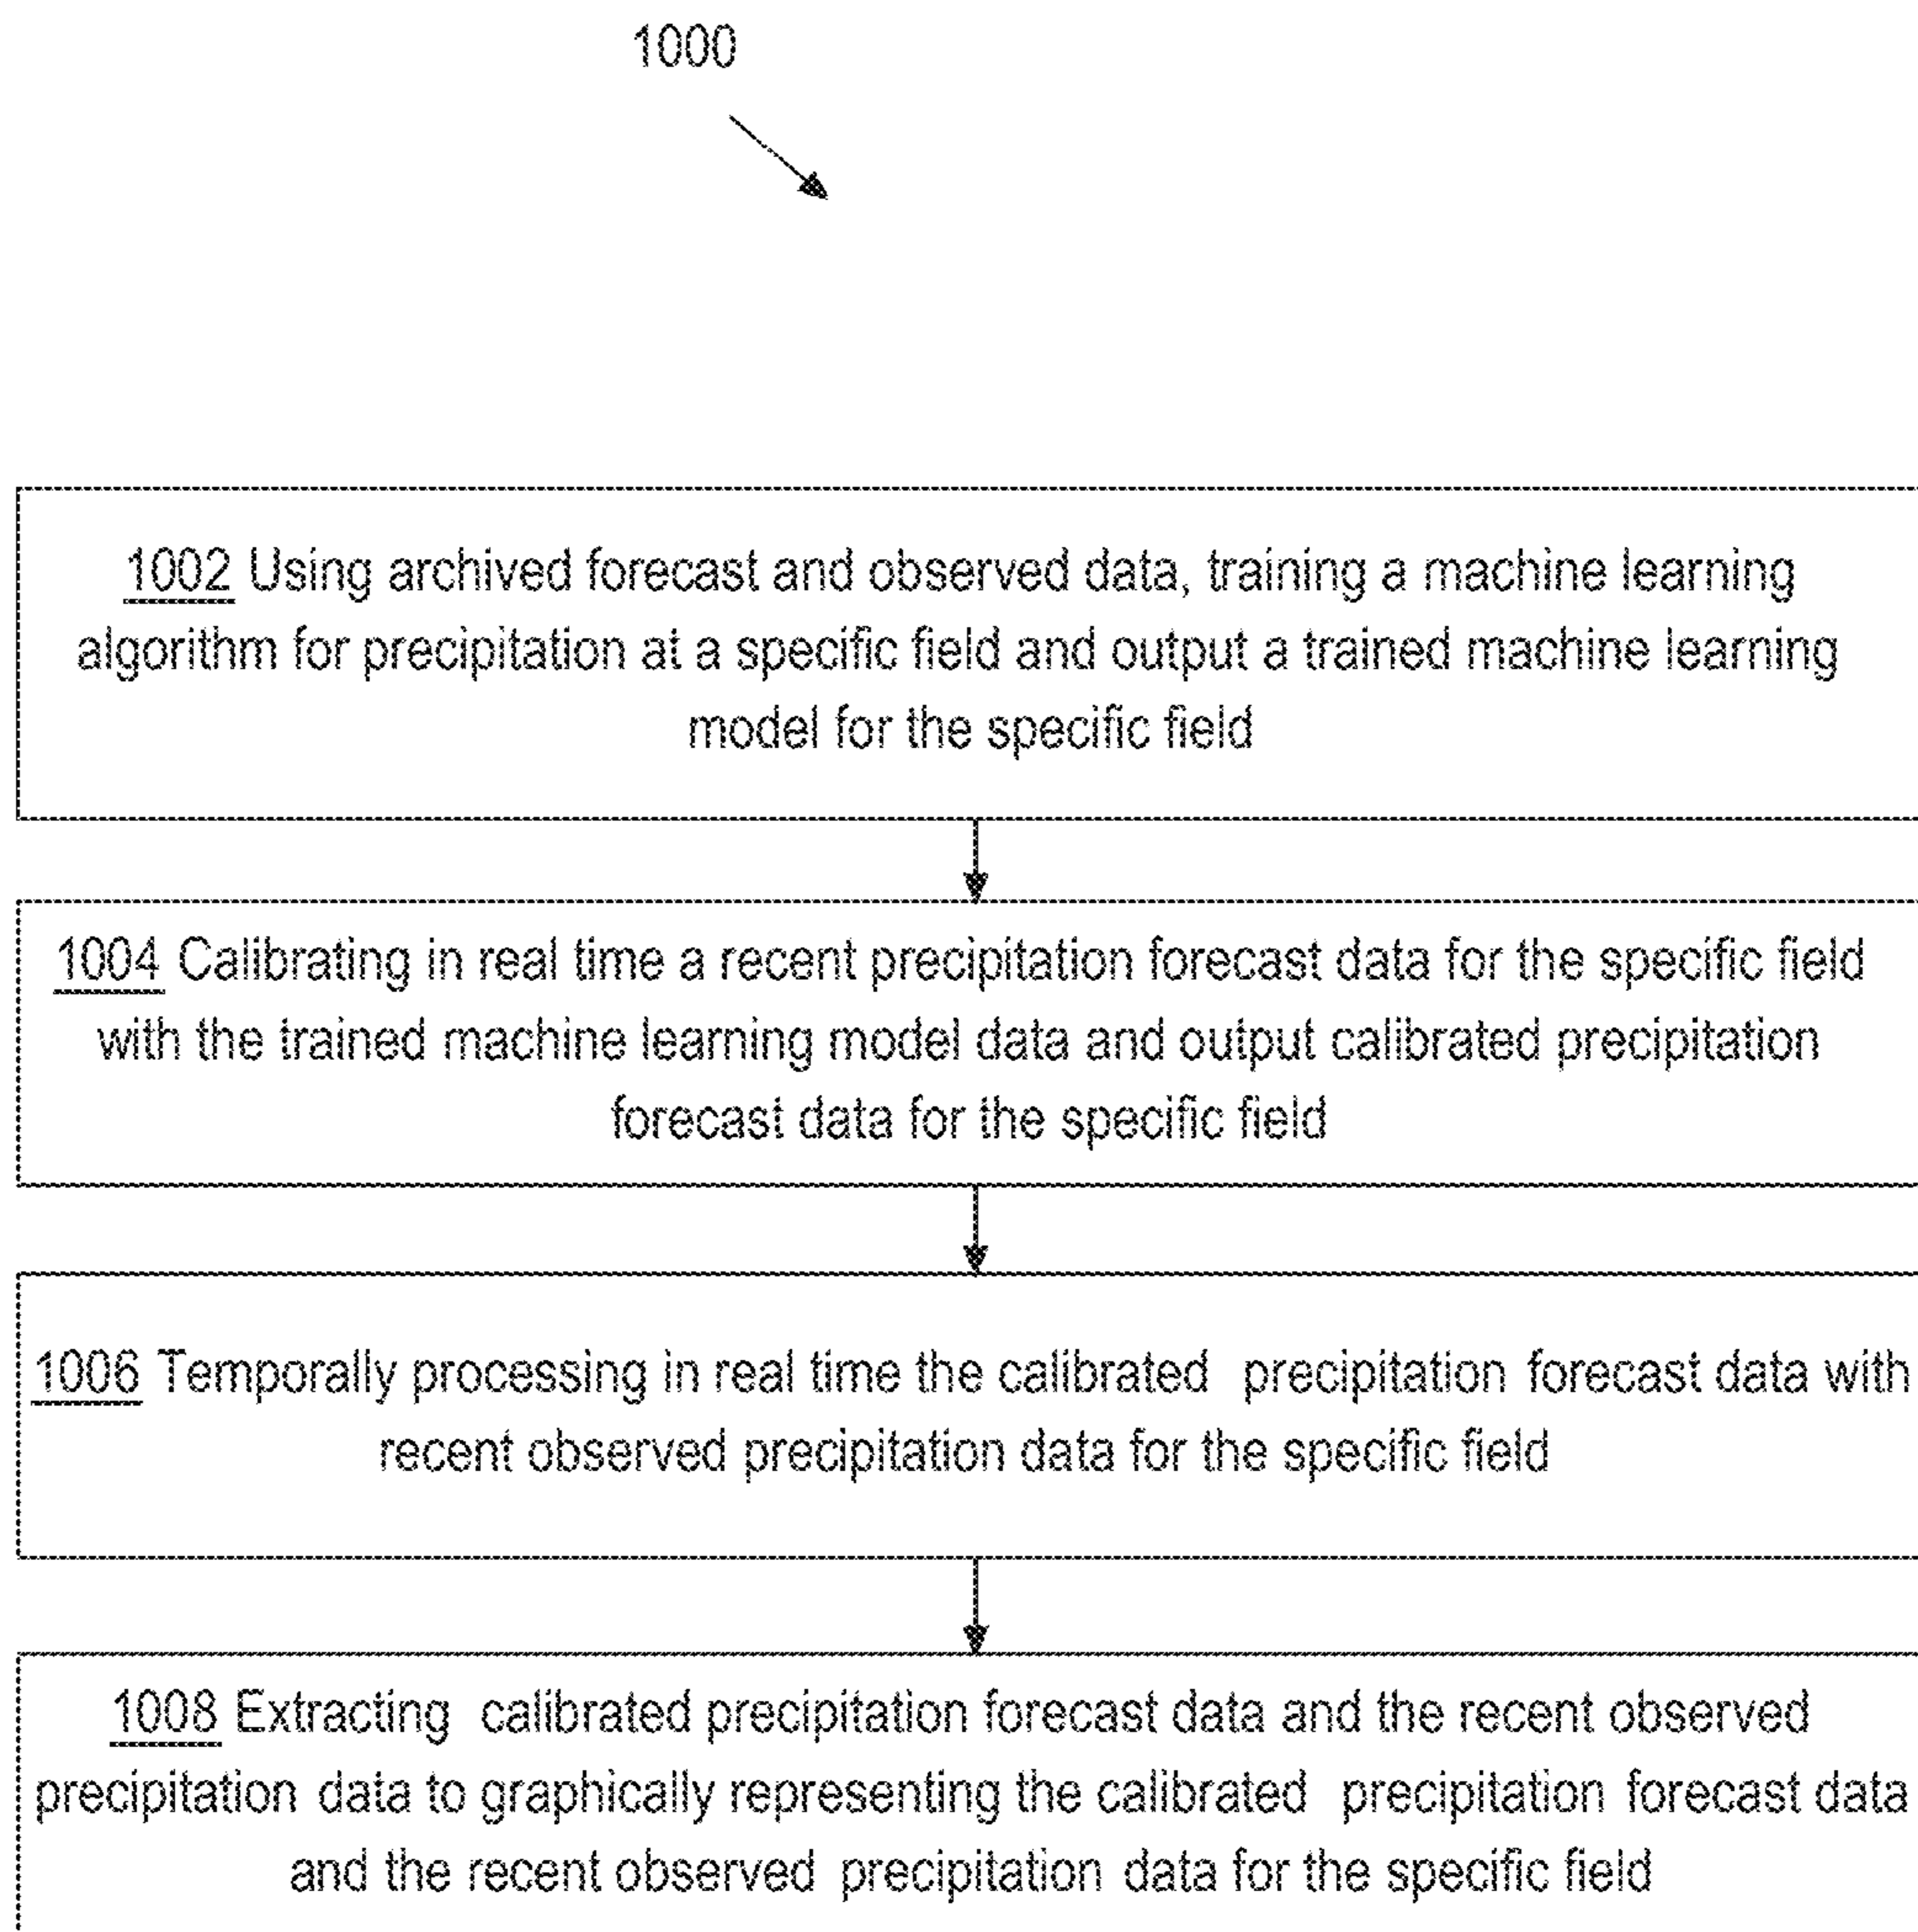 1000
1002 Using archived forecast and observed data, training a machine learning
algorithm for precipitation at a specific field and output a trained machine learning
model for the specific field
1004 Calibrating in real time a recent precipitation forecast data for the specific field
with the trained machine learning model data and output calibrated precipitation
forecast data for the specific field
1006 Temporally processing in real time the calibrated precipitation forecast data with
recent observed precipitation data for the specific field
1008 Extracting calibrated precipitation forecast data and the recent observed
precipitation data to graphically representing the calibrated precipitation forecast data
and the recent observed precipitation data for the specific field